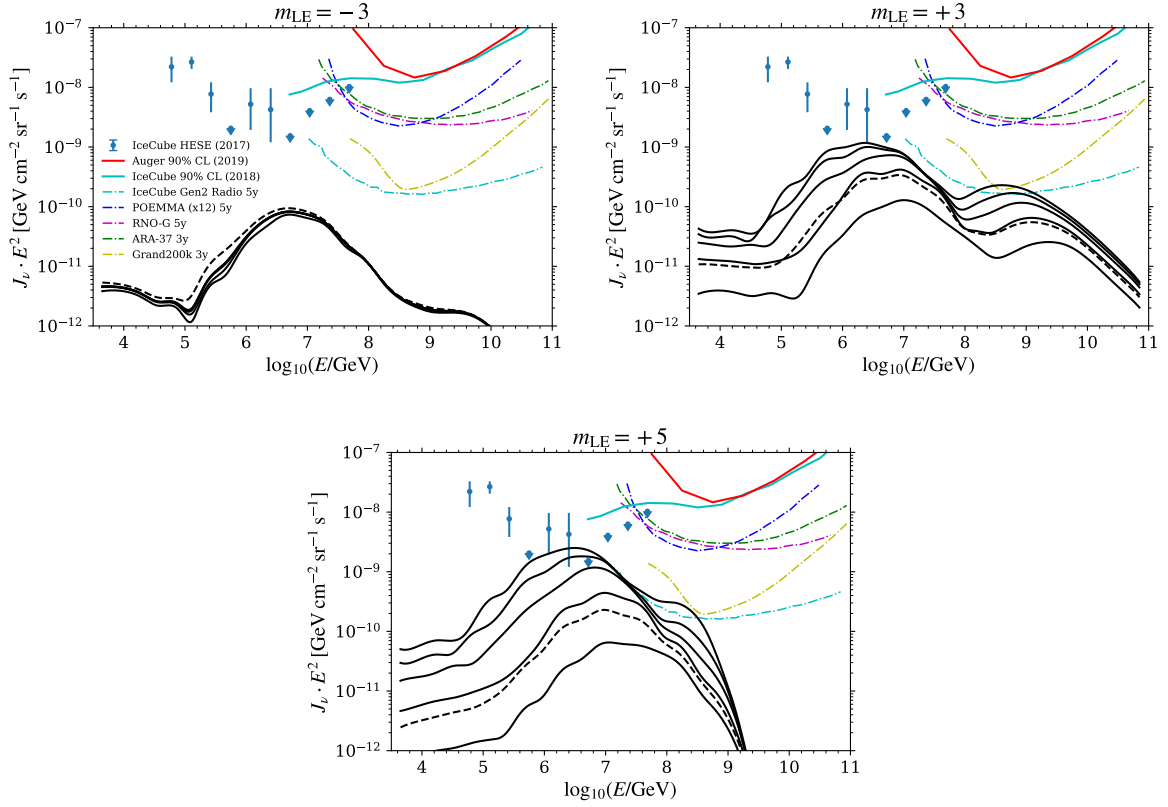 m_LE = −3
10⁻⁷
10⁻⁸
10⁻⁹
10⁻¹⁰
10⁻¹¹
10⁻¹²
J_ν · E² [GeV cm⁻² sr⁻¹ s⁻¹]
IceCube HESE (2017)
Auger 90% CL (2019)
IceCube 90% CL (2018)
IceCube Gen2 Radio 5y
POEMMA (x12) 5y
RNO-G 5y
ARA-37 3y
Grand200k 3y
4 5 6 7 8 9 10 11
log₁₀(E/GeV)
m_LE = +3
10⁻⁷
10⁻⁸
10⁻⁹
10⁻¹⁰
10⁻¹¹
10⁻¹²
J_ν · E² [GeV cm⁻² sr⁻¹ s⁻¹]
4 5 6 7 8 9 10 11
log₁₀(E/GeV)
m_LE = +5
10⁻⁷
10⁻⁸
10⁻⁹
10⁻¹⁰
10⁻¹¹
10⁻¹²
J_ν · E² [GeV cm⁻² sr⁻¹ s⁻¹]
4 5 6 7 8 9 10 11
log₁₀(E/GeV)